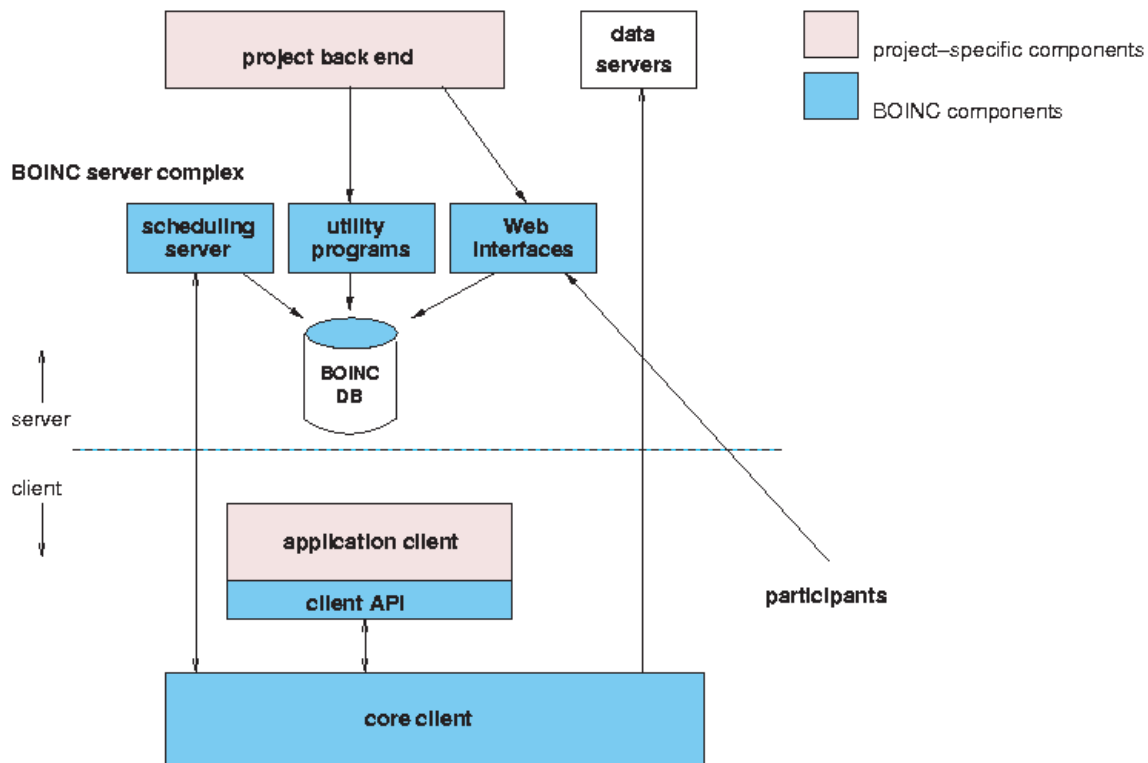 project back end
data
servers
project–specific components
BOINC components
BOINC server complex
scheduling
server
utility
programs
Web
interfaces
BOINC
DB
server
client
application client
client API
participants
core client